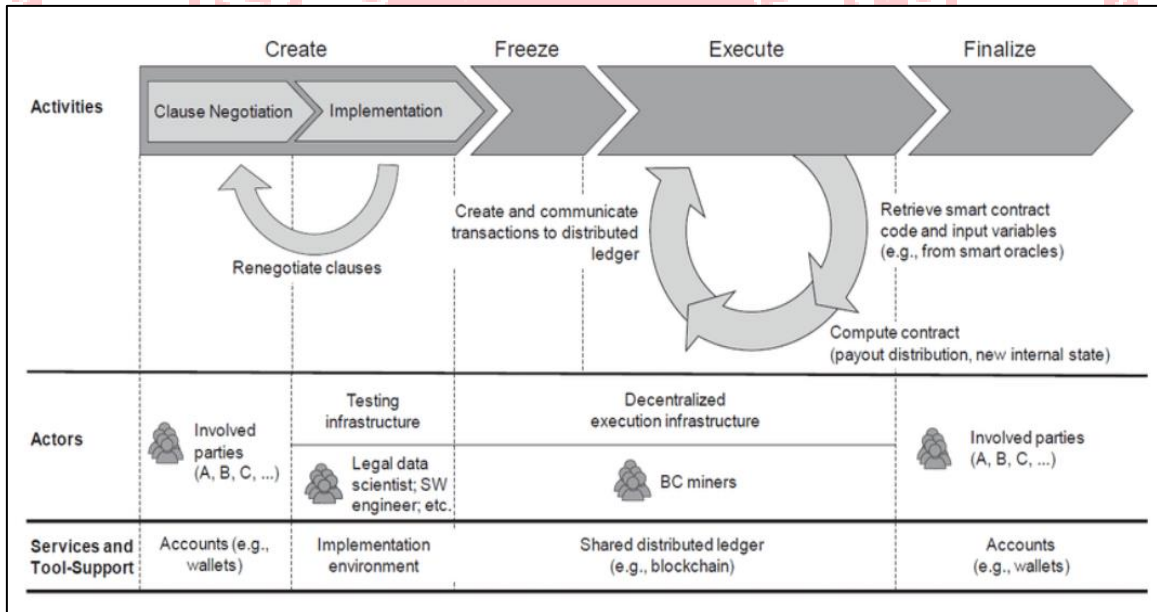 Create
Freeze
Execute
Finalize
Activities
Clause Negotiation
Implementation
Renegotiate clauses
Create and communicate
transactions to distributed
ledger
Retrieve smart contract
code and input variables
(e.g., from smart oracles)
Compute contract
(payout distribution, new internal state)
Actors
Involved
parties
(A, B, C, ...)
Testing
infrastructure
Legal data
scientist; SW
engineer; etc.
Decentralized
execution infrastructure
BC miners
Involved parties
(A, B, C, ...)
Services and
Tool-Support
Accounts (e.g.,
wallets)
Implementation
environment
Shared distributed ledger
(e.g., blockchain)
Accounts
(e.g., wallets)